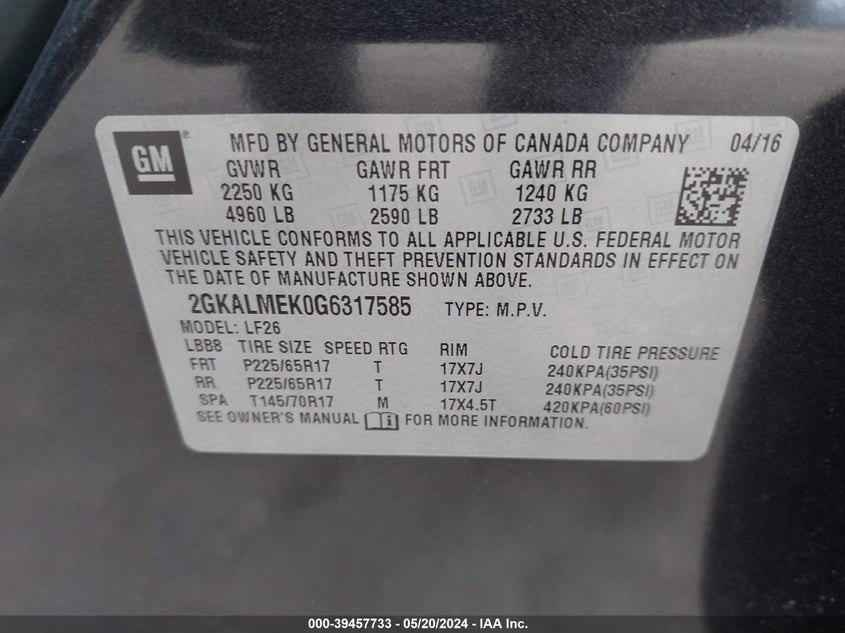 GM
MFD BY GENERAL MOTORS OF CANADA COMPANY 04/16
GVWR GAWR FRT GAWR RR
2250 KG 1175 KG 1240 KG
4960 LB 2590 LB 2733 LB
THIS VEHICLE CONFORMS TO ALL APPLICABLE U.S. FEDERAL MOTOR
VEHICLE SAFETY AND THEFT PREVENTION STANDARDS IN EFFECT ON
THE DATE OF MANUFACTURE SHOWN ABOVE.
2GKALMEK0G6317585 TYPE: M.P.V.
MODEL: LF26
LBB8 TIRE SIZE SPEED RTG RIM COLD TIRE PRESSURE
FRT P225/65R17 T 17X7J 240KPA(35PSI)
RR P225/65R17 T 17X7J 240KPA(35PSI)
SPA T145/70R17 M 17X4.5T 420KPA(60PSI)
SEE OWNER'S MANUAL FOR MORE INFORMATION.
000-39457733 - 05/20/2024 - IAA Inc.